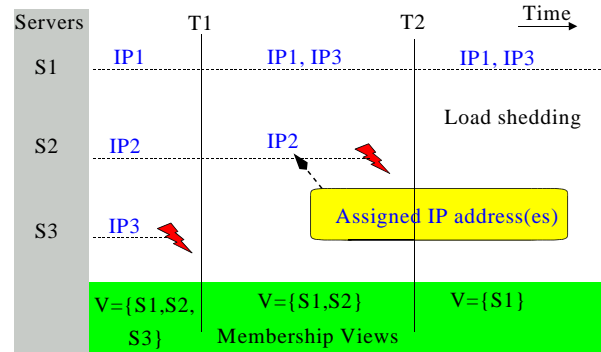 Servers T1 T2 Time
S1 IP1 IP1, IP3 IP1, IP3
Load shedding
S2 IP2 IP2
Assigned IP address(es)
S3 IP3
V={S1,S2, V={S1,S2} V={S1}
S3} Membership Views